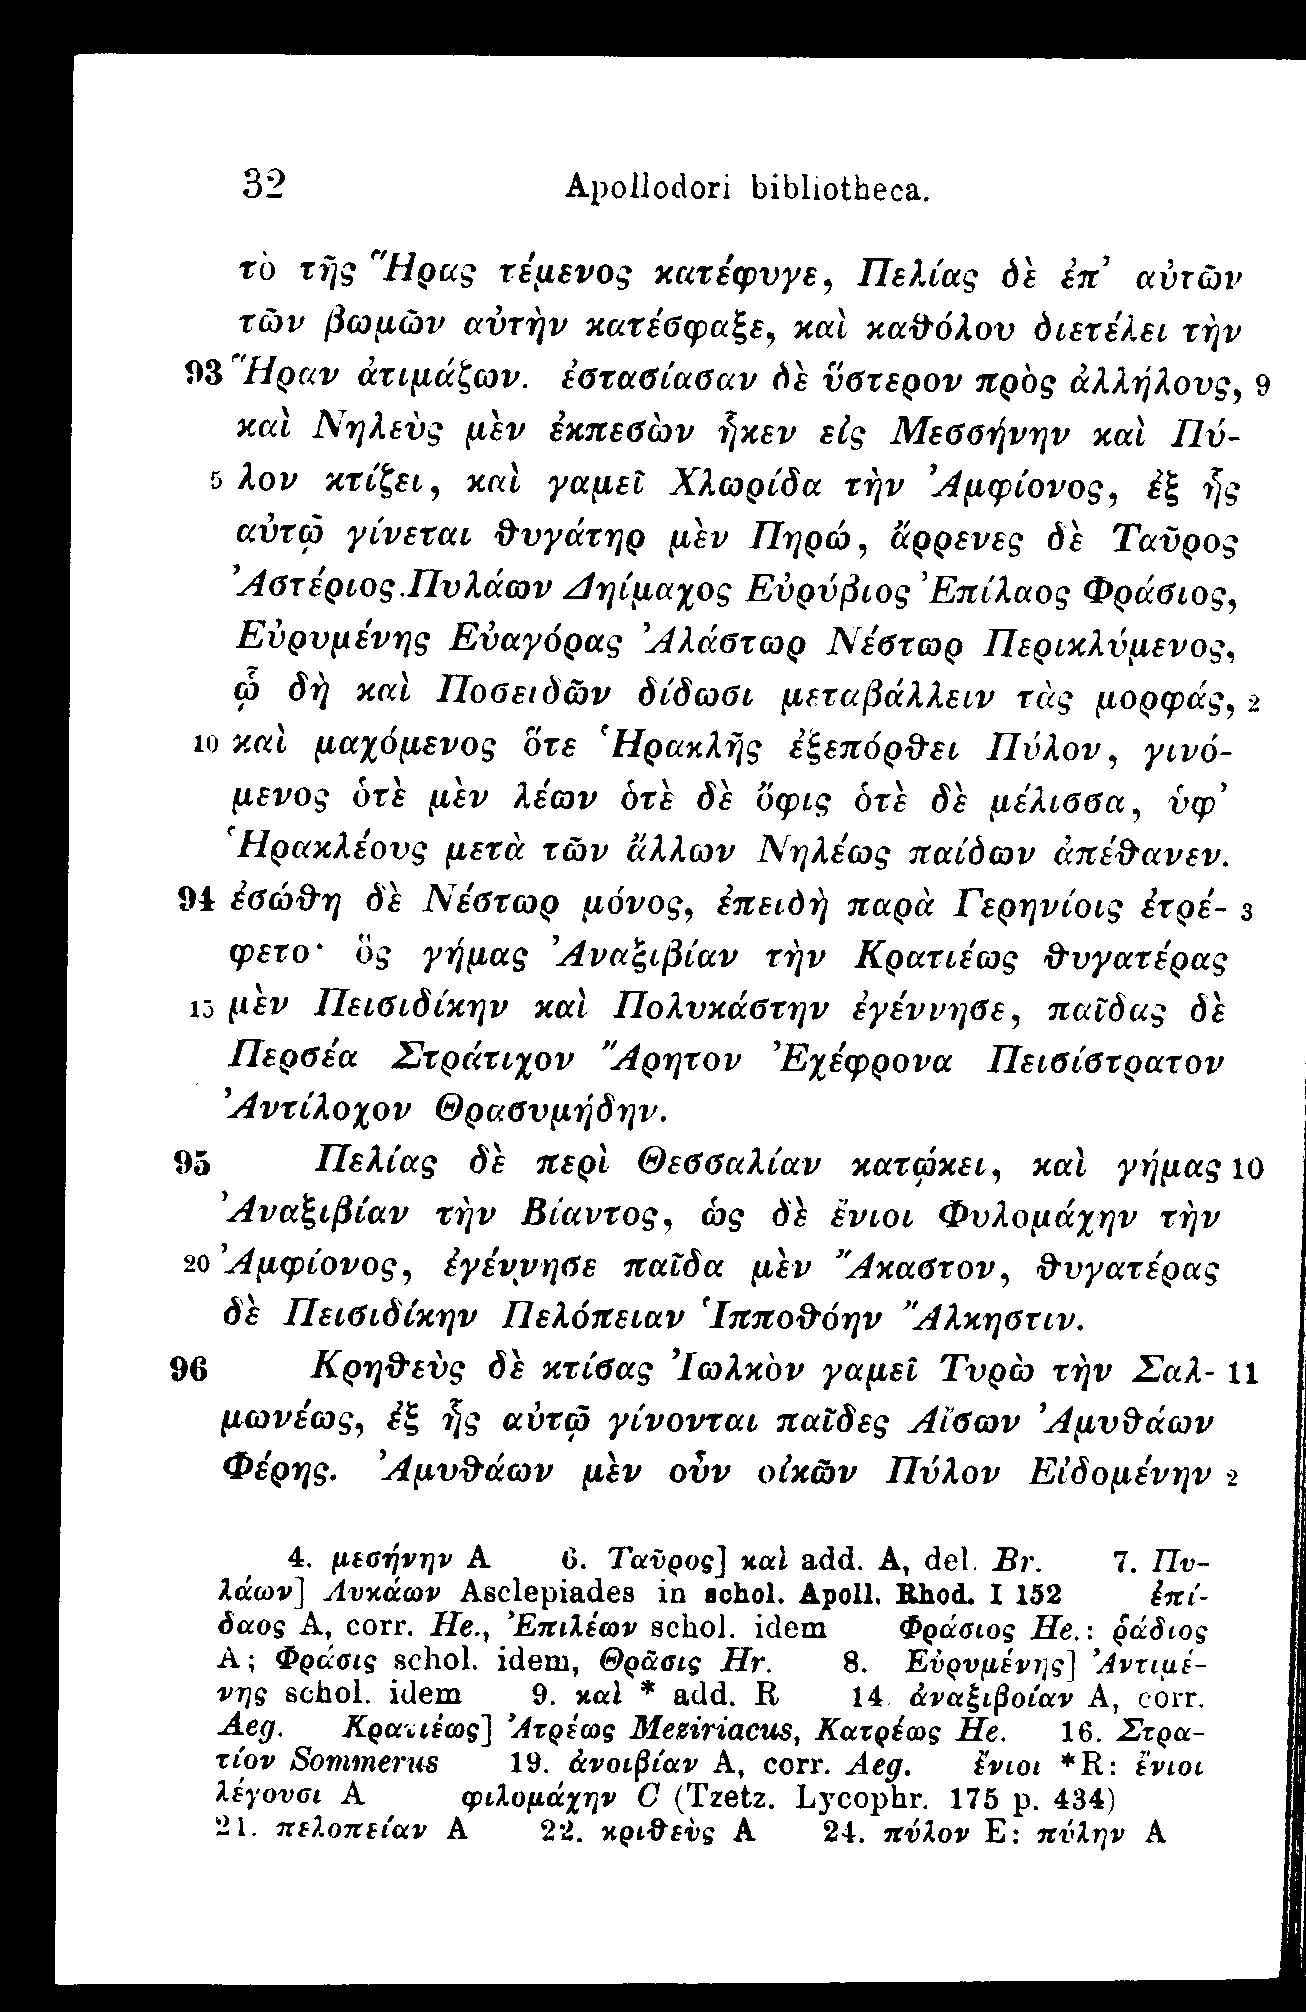 32 Apollodori bibliotheca.
τὸ τῆς Ἥρας τέμενος κατέφυγε, Πελίας δὲ ἐπ’ αὐτῶν
τῶν βωμῶν αὐτὴν κατέσφαξε, καὶ καθόλου διετέλει τὴν
93 Ἥραν ἀτιμάζων. ἐστασίασαν δὲ ὕστερον πρὸς ἀλλήλους, 9
καὶ Νηλεὺς μὲν ἐκπεσὼν ἧκεν εἰς Μεσσήνην καὶ Πύ-
5 λον κτίζει, καὶ γαμεῖ Χλωρίδα τὴν Ἀμφίονος, ἐξ ἧς
αὐτῷ γίνεται θυγάτηρ μὲν Πηρώ, ἄρρενες δὲ Ταῦρος
Ἀστέριος Πυλάων Δηίμαχος Εὐρύβιος Ἐπίλαος Φράσιος,
Εὐρυμένης Εὐαγόρας Ἀλάστωρ Νέστωρ Περικλύμενος,
ᾧ δὴ καὶ Ποσειδῶν δίδωσι μεταβάλλειν τὰς μορφάς, 2
10 καὶ μαχόμενος ὅτε Ἡρακλῆς ἐξεπόρθει Πύλον, γινό-
μενος ὁτὲ μὲν λέων ὁτὲ δὲ ὄφις ὁτὲ δὲ μέλισσα, ὑφ’
Ἡρακλέους μετὰ τῶν ἄλλων Νηλέως παίδων ἀπέθανεν.
94 ἐσώθη δὲ Νέστωρ μόνος, ἐπειδὴ παρὰ Γερηνίοις ἐτρέ- 3
φετο· ὃς γήμας Ἀναξιβίαν τὴν Κρατιέως θυγατέρας
15 μὲν Πεισιδίκην καὶ Πολυκάστην ἐγέννησε, παῖδας δὲ
Περσέα Στράτιχον Ἄρητον Ἐχέφρονα Πεισίστρατον
Ἀντίλοχον Θρασυμήδην.
95 Πελίας δὲ περὶ Θεσσαλίαν κατῴκει, καὶ γήμας 10
Ἀναξιβίαν τὴν Βίαντος, ὡς δὲ ἔνιοι Φυλομάχην τὴν
20 Ἀμφίονος, ἐγέννησε παῖδα μὲν Ἄκαστον, θυγατέρας
δὲ Πεισιδίκην Πελόπειαν Ἱπποθόην Ἄλκηστιν.
96 Κρηθεὺς δὲ κτίσας Ἰωλκὸν γαμεῖ Τυρὼ τὴν Σαλ- 11
μωνέως, ἐξ ἧς αὐτῷ γίνονται παῖδες Αἴσων Ἀμυθάων
Φέρης. Ἀμυθάων μὲν οὖν οἰκῶν Πύλον Εἰδομένην 2
4. μεσήνην A 6. Ταῦρος] καὶ add. A, del. Br. 7. Πυ-
λάων] Λυκάων Asclepiades in schol. Apoll. Rhod. I 152 ἐπί-
δαος A, corr. He., Ἐπιλέων schol. idem Φράσιος He.: ῥάδιος
A; Φράσις schol. idem, Θρᾶσις Hr. 8. Εὐρυμένης] Ἀντιμέ-
νης schol. idem 9. καὶ * add. R 14 ἀναξιβοίαν A, corr.
Aeg. Κρατιέως] Ἀτρέως Meziriacus, Κατρέως He. 16. Στρα-
τίον Sommerus 19. ἀνοιβίαν A, corr. Aeg. ἔνιοι *R: ἔνιοι
λέγουσι A φιλομάχην C (Tzetz. Lycophr. 175 p. 434)
21. πελοπείαν A 22. κριθεὺς A 24. πύλον E: πύλην A